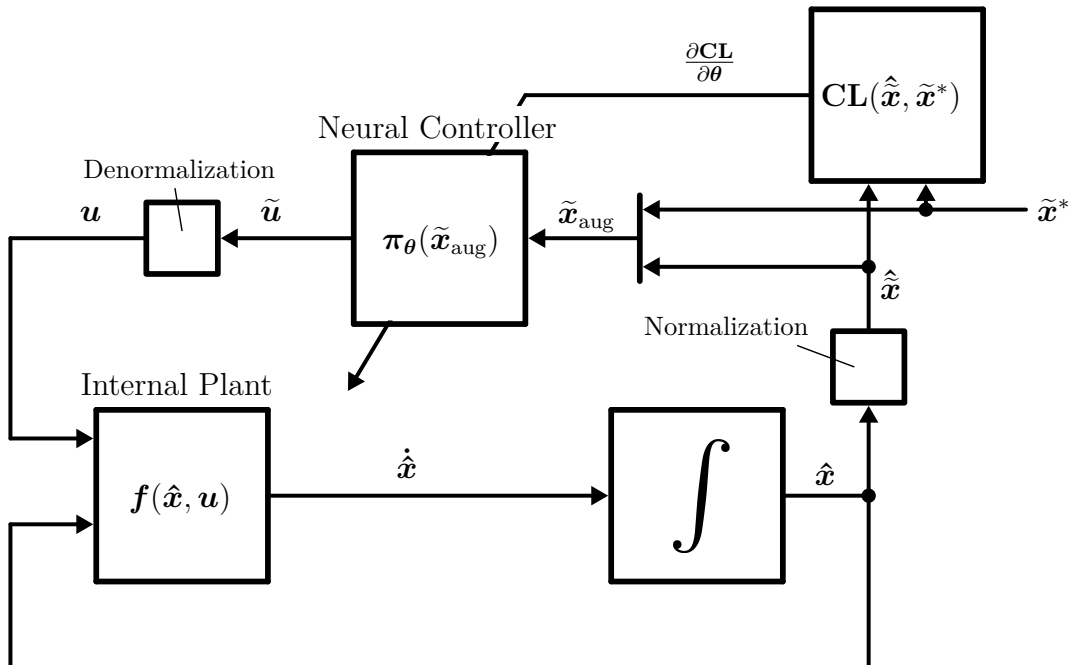 ∂CL/∂θ
CL(x̃̂, x̃*)
Neural Controller
Denormalization
u
ũ
π_θ(x̃_aug)
x̃_aug
x̃*
x̃̂
Normalization
Internal Plant
f(x̂, u)
x̂̇
∫
x̂